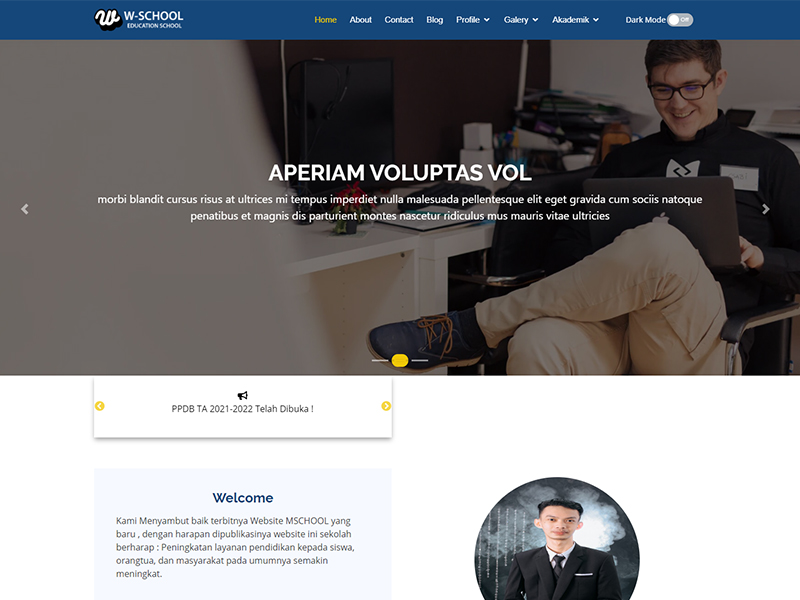 W-SCHOOL
EDUCATION SCHOOL
Home About Contact Blog Profile Galery Akademik Dark Mode Off
APERIAM VOLUPTAS VOL
morbi blandit cursus risus at ultrices mi tempus imperdiet nulla malesuada pellentesque elit eget gravida cum sociis natoque
penatibus et magnis dis parturient montes nascetur ridiculus mus mauris vitae ultricies
PPDB TA 2021-2022 Telah Dibuka !
Welcome
Kami Menyambut baik terbitnya Website MSCHOOL yang
baru , dengan harapan dipublikasinya website ini sekolah
berharap : Peningkatan layanan pendidikan kepada siswa,
orangtua, dan masyarakat pada umumnya semakin
meningkat.